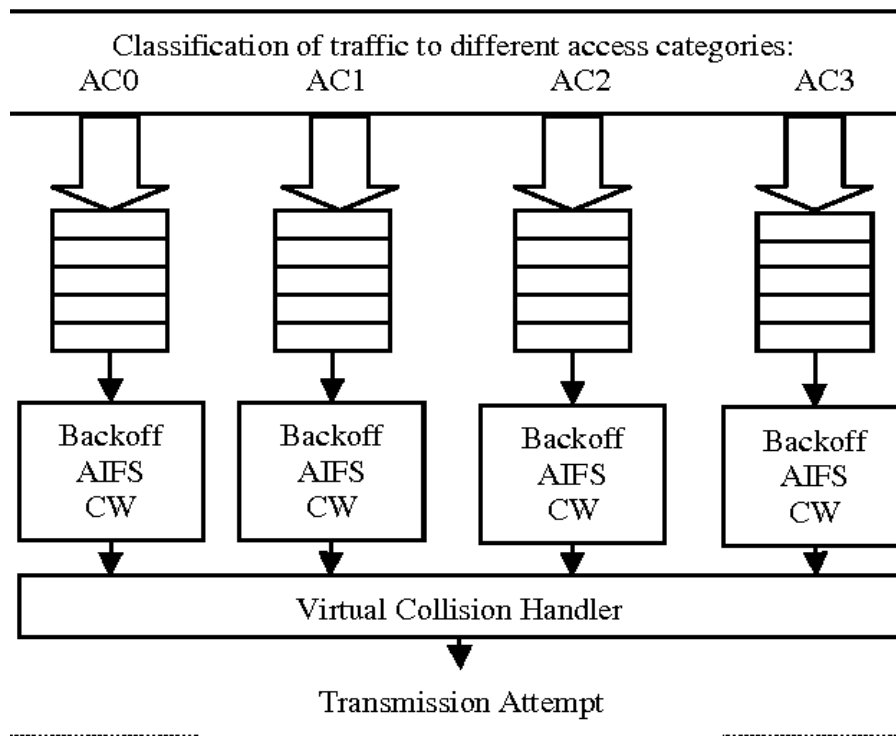 Classification of traffic to different access categories:
AC0 AC1 AC2 AC3
Backoff Backoff Backoff Backoff
AIFS AIFS AIFS AIFS
CW CW CW CW
Virtual Collision Handler
Transmission Attempt